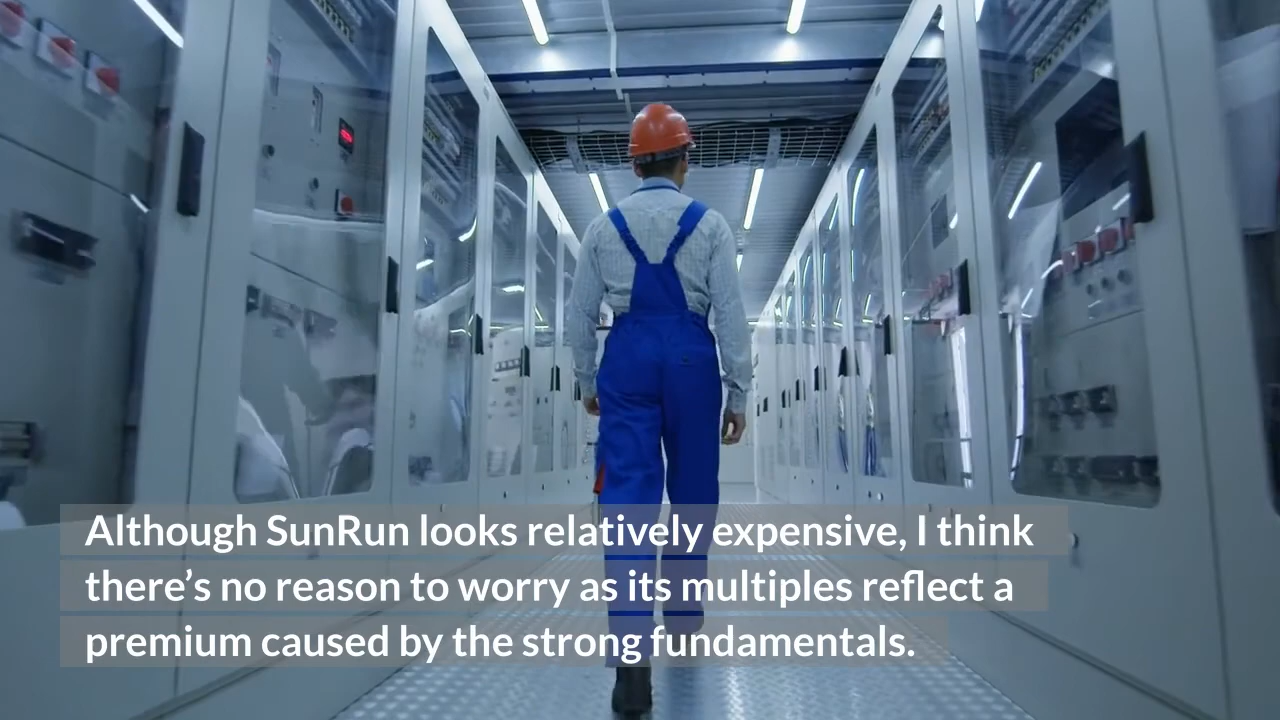 Although SunRun looks relatively expensive, I think
there’s no reason to worry as its multiples reflect a
premium caused by the strong fundamentals.